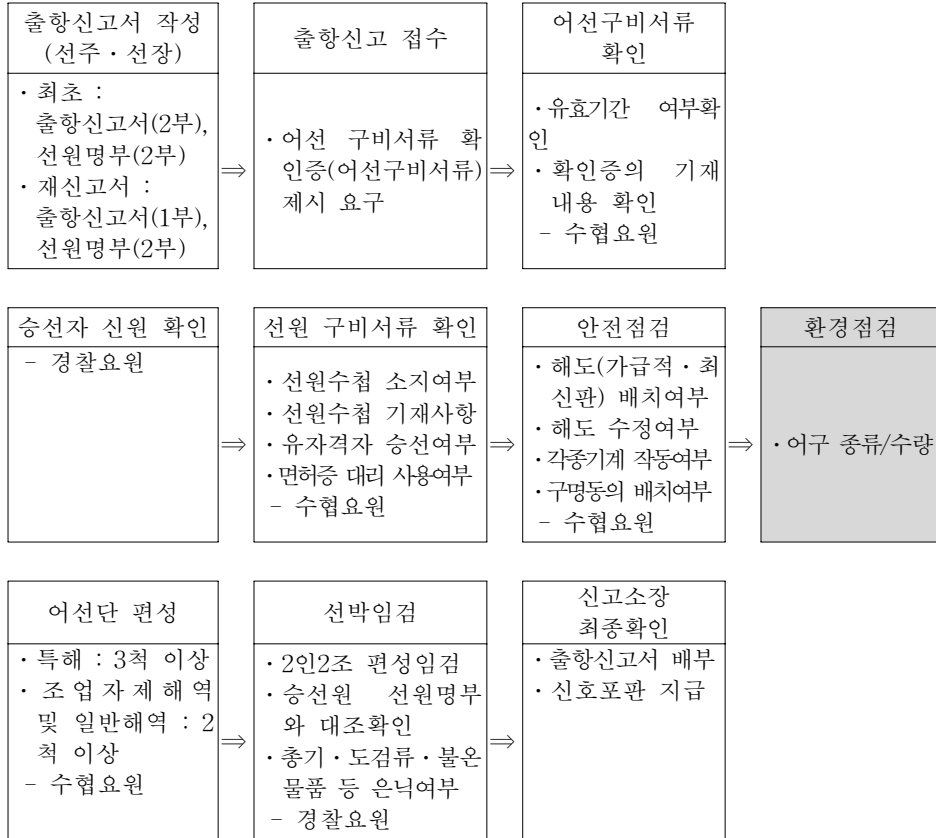 출항신고서 작성
(선주·선장)
·최초 :
출항신고서(2부),
선원명부(2부)
·재신고서 :
출항신고서(1부),
선원명부(2부)
⇒
출항신고 접수
·어선 구비서류 확
인증(어선구비서류)
제시 요구
⇒
어선구비서류
확인
·유효기간 여부확
인
·확인증의 기재
내용 확인
- 수협요원
승선자 신원 확인
- 경찰요원
⇒
선원 구비서류 확인
·선원수첩 소지여부
·선원수첩 기재사항
·유자격자 승선여부
·면허증 대리 사용여부
- 수협요원
⇒
안전점검
·해도(가급적·최
신판) 배치여부
·해도 수정여부
·각종기계 작동여부
·구명동의 배치여부
- 수협요원
⇒
환경점검
·어구 종류/수량
어선단 편성
·특해 : 3척 이상
·조업자제해역
및 일반해역 : 2
척 이상
- 수협요원
⇒
선박임검
·2인2조 편성임검
·승선원 선원명부
와 대조확인
·총기·도검류·불온
물품 등 은닉여부
- 경찰요원
⇒
신고소장
최종확인
·출항신고서 배부
·신호포판 지급